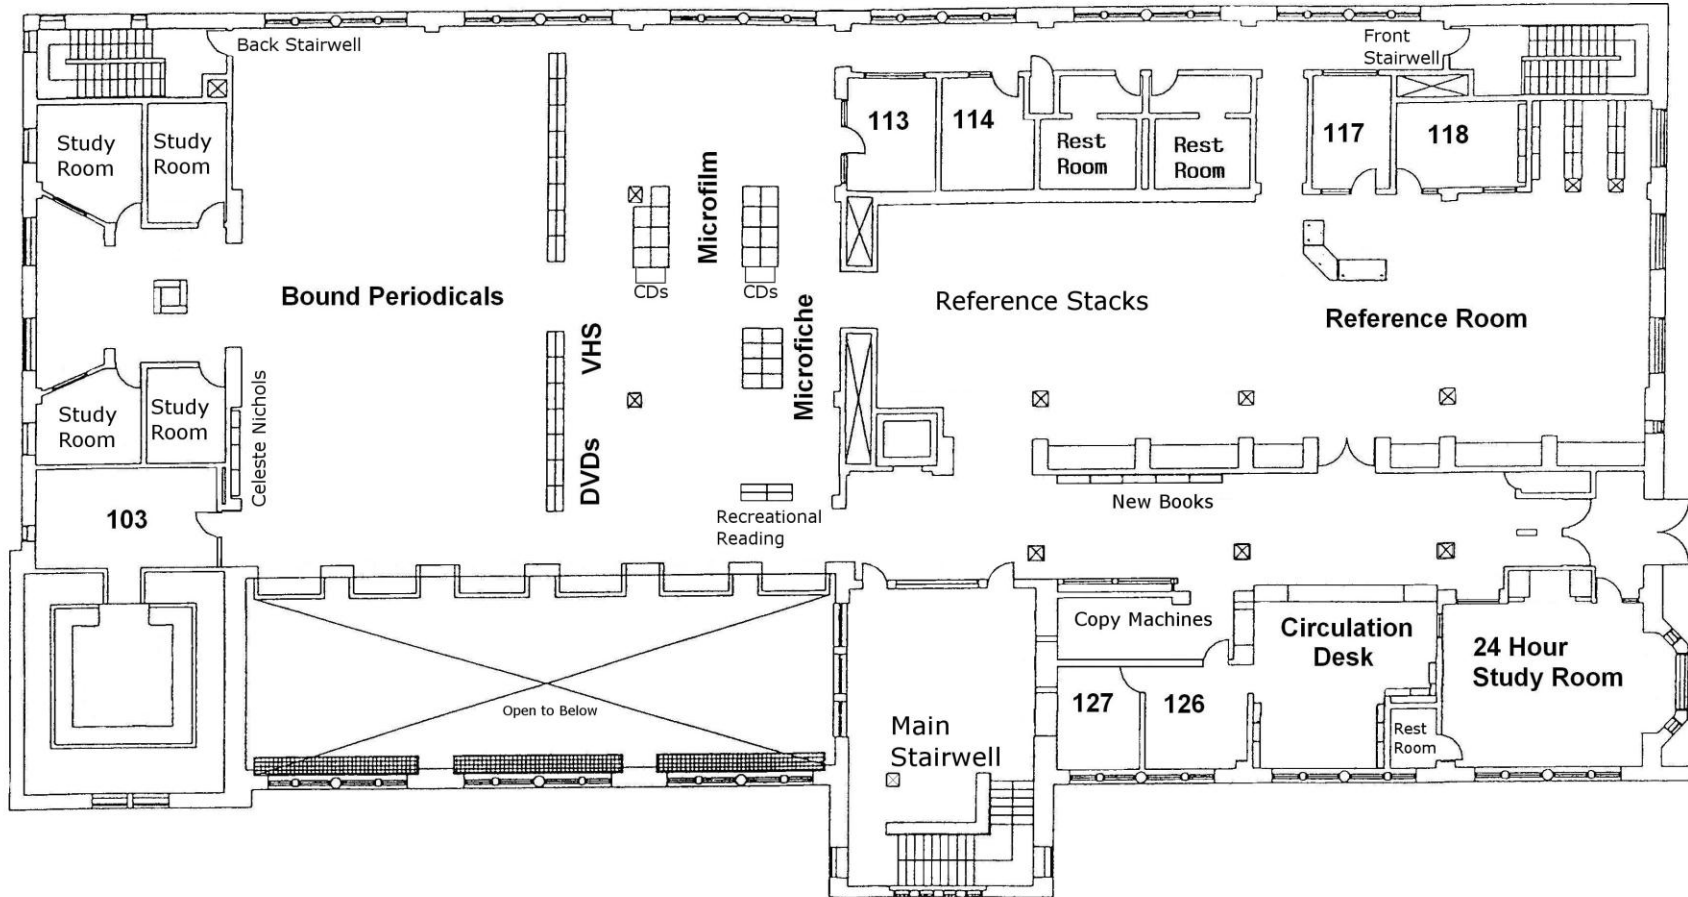 Back Stairwell
Front
Stairwell
Study
Room
Study
Room
113
114
Rest
Room
Rest
Room
117
118
Microfilm
CDs
CDs
Bound Periodicals
VHS
Microfiche
Reference Stacks
Reference Room
Study
Room
Study
Room
Celeste Nichols
DVDs
103
Recreational
Reading
New Books
Open to Below
Main
Stairwell
Copy Machines
127
126
Circulation
Desk
Rest
Room
24 Hour
Study Room